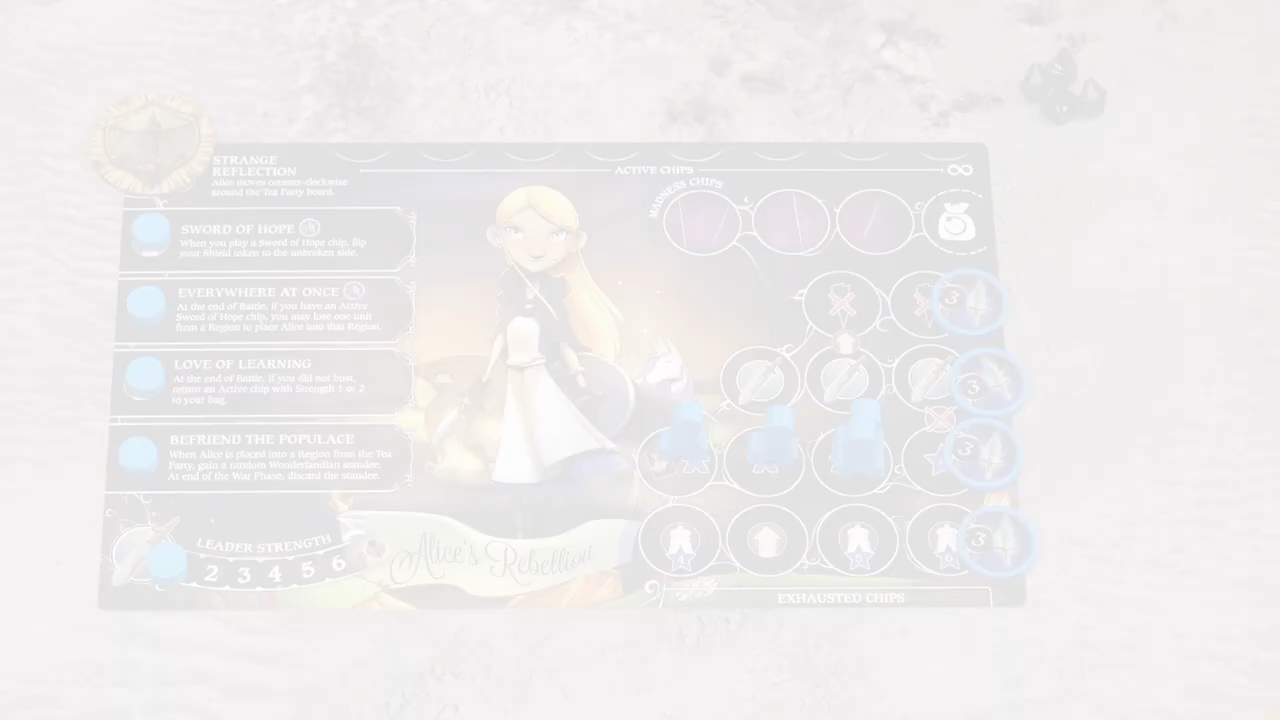 STRANGE
REFLECTION
Alice moves counter-clockwise
around the Tea Party board.
ACTIVE CHIPS
MADNESS CHIPS
SWORD OF HOPE
When you play a Sword of Hope chip, flip
your Shield token to the unbroken side.
EVERYWHERE AT ONCE
At the end of Battle, if you have an Active
Sword of Hope chip, you may lose one unit
from a Region to place Alice into that Region.
3
LOVE OF LEARNING
At the end of Battle, if you did not bust,
return an Active chip with Strength 1 or 2
to your bag.
3
BEFRIEND THE POPULACE
When Alice is placed into a Region from the Tea
Party, gain a random Wonderlandian standee.
At end of the War Phase, discard the standee.
3
LEADER STRENGTH
2 3 4 5 6
Alice's Rebellion
3
EXHAUSTED CHIPS